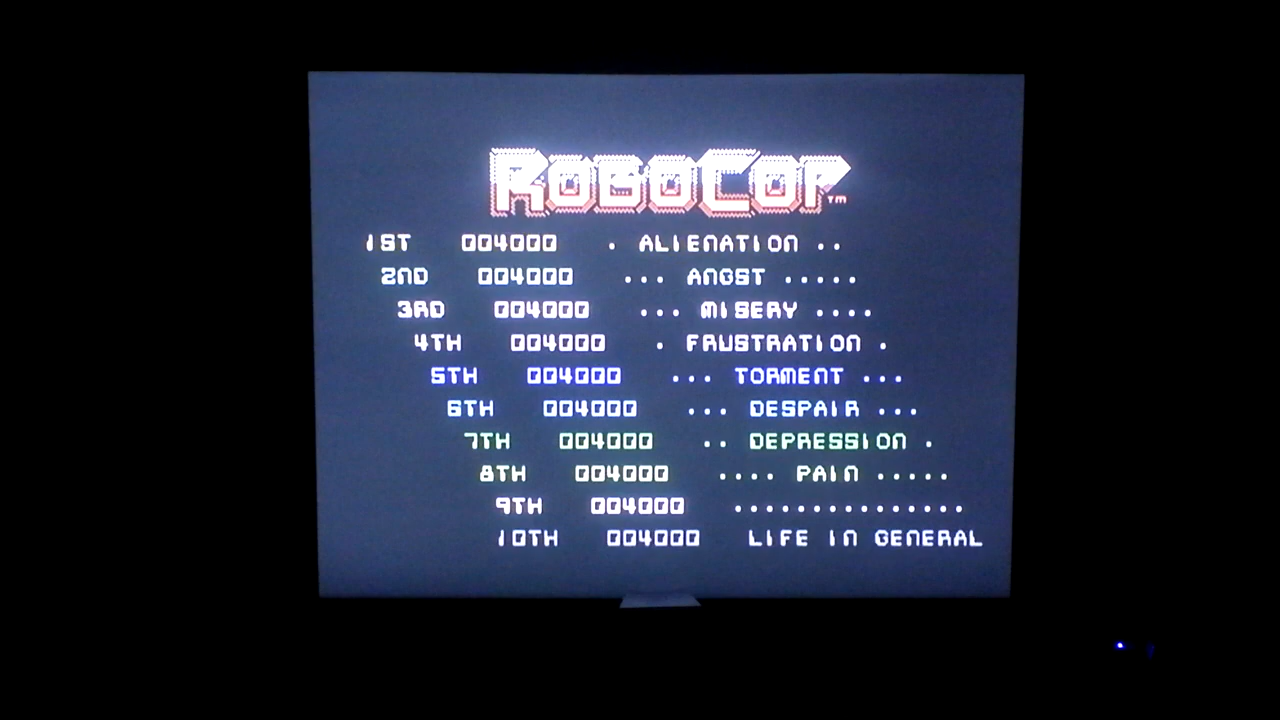 ROBOCOP™
1ST 004000 . ALIENATION ..
2ND 004000 ... ANGST .....
3RD 004000 ... MISERY ....
4TH 004000 . FRUSTRATION .
5TH 004000 ... TORMENT ...
6TH 004000 ... DESPAIR ...
7TH 004000 .. DEPRESSION .
8TH 004000 .... PAIN .....
9TH 004000 ...............
10TH 004000 LIFE IN GENERAL